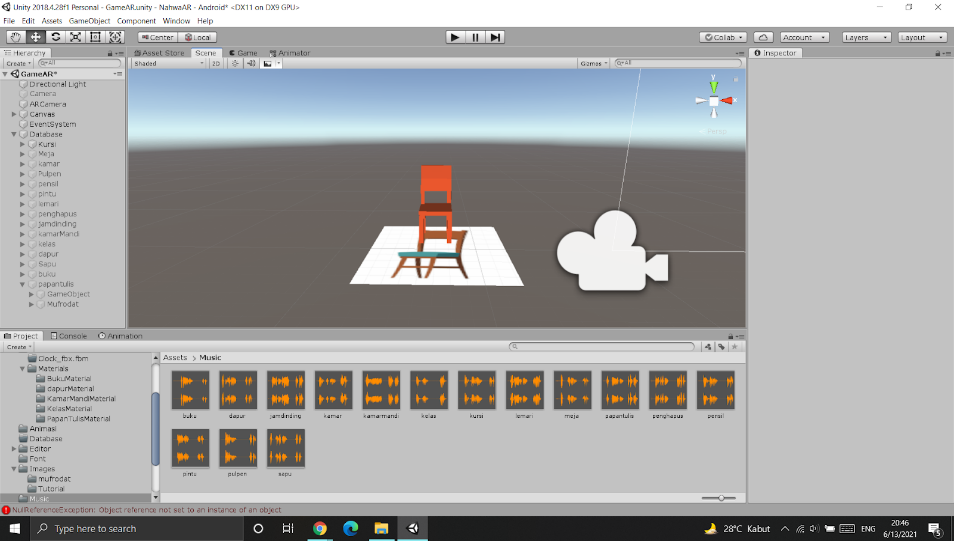 Unity 2018.4.28f1 Personal - GameAR.unity - NahwaAR - Android* <DX11 on DX9 GPU>
File Edit Assets GameObject Component Window Help
Center Local Collab Account Layers Layout
Hierarchy Asset Store Scene Game Animator Inspector
Create All Shaded 2D Gizmos All
GameAR*
Directional Light
Camera
ARCamera
Canvas
EventSystem
Database
Kursi
Meja
kamar
Pulpen
pensil
pintu
lemari
penghapus
jamdinding
kamarMandi
kelas
dapur
Sapu
buku
papantulis
GameObject
Mufrodat
y
x
Persp
Project Console Animation
Create
Clock_fbx.fbm
Materials
BukuMaterial
dapurMaterial
KamarMandiMaterial
KelasMaterial
PapanTulisMaterial
Animasi
Database
Editor
Font
Images
mufrodat
Tutorial
Music
Assets > Music
buku dapur jamdinding kamar kamarmandi kelas kursi lemari meja papantulis penghapus pensil
pintu pulpen sapu
NullReferenceException: Object reference not set to an instance of an object
Type here to search
28°C Kabut
ENG
20:46
6/13/2021
5